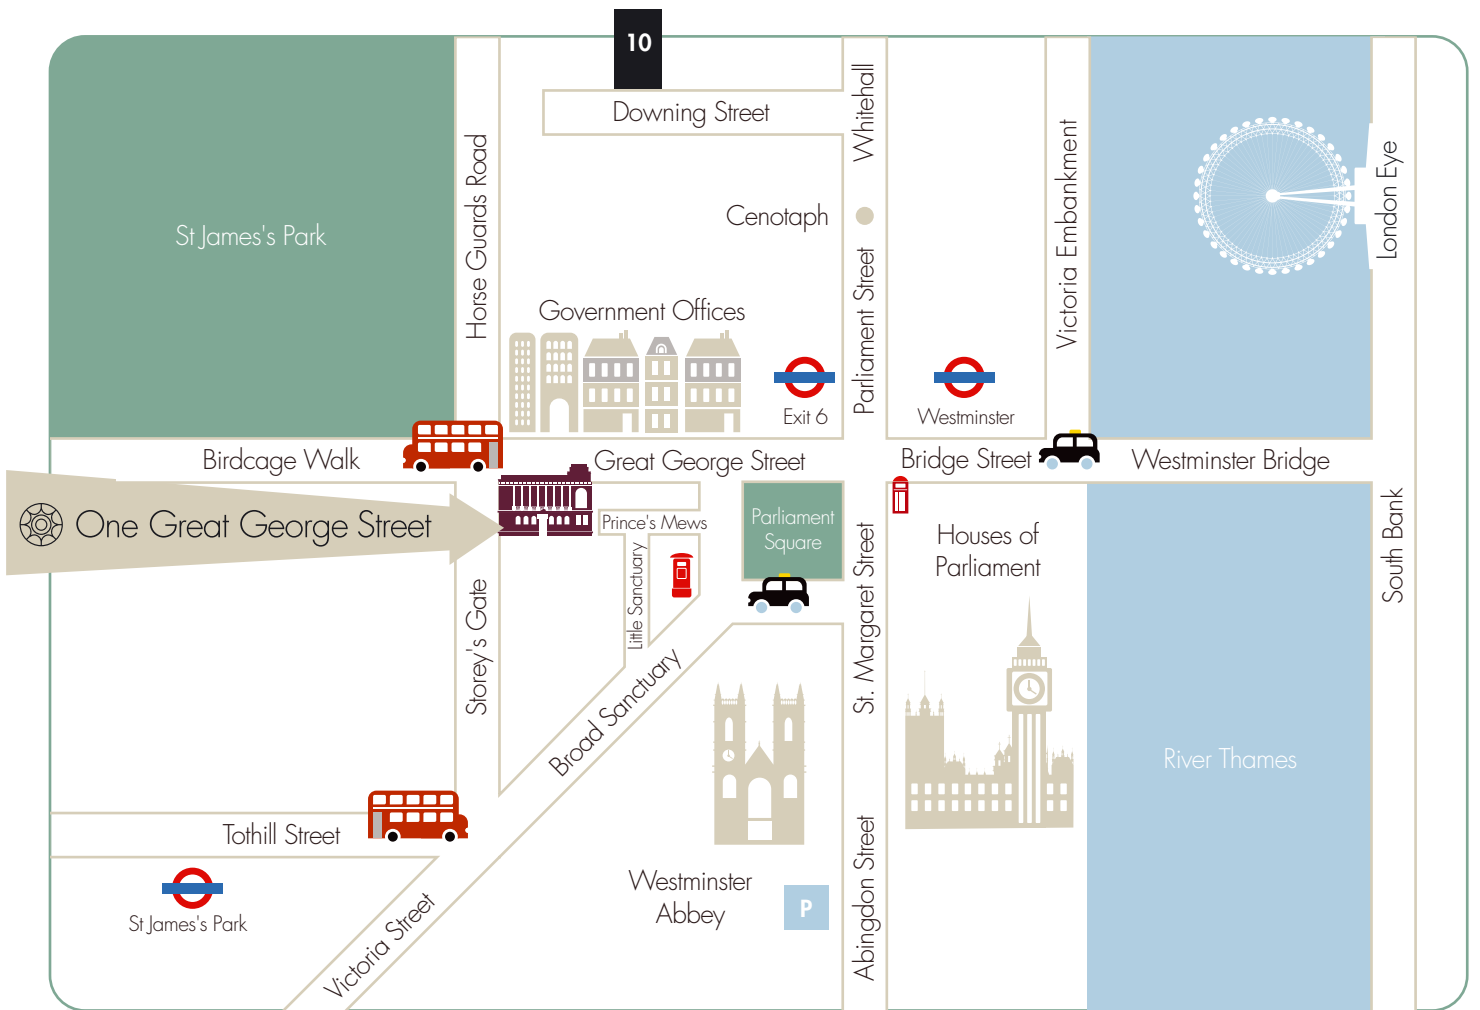 10
Downing Street
Whitehall
Horse Guards Road
Victoria Embankment
London Eye
St James's Park
Cenotaph
Parliament Street
Government Offices
Exit 6
Westminster
Birdcage Walk
Great George Street
Bridge Street
Westminster Bridge
One Great George Street
Prince's Mews
Parliament
Square
Houses of
Parliament
South Bank
Little Sanctuary
Storey's Gate
St. Margaret Street
Broad Sanctuary
River Thames
Tothill Street
Westminster
Abbey
P
Abingdon Street
St James's Park
Victoria Street